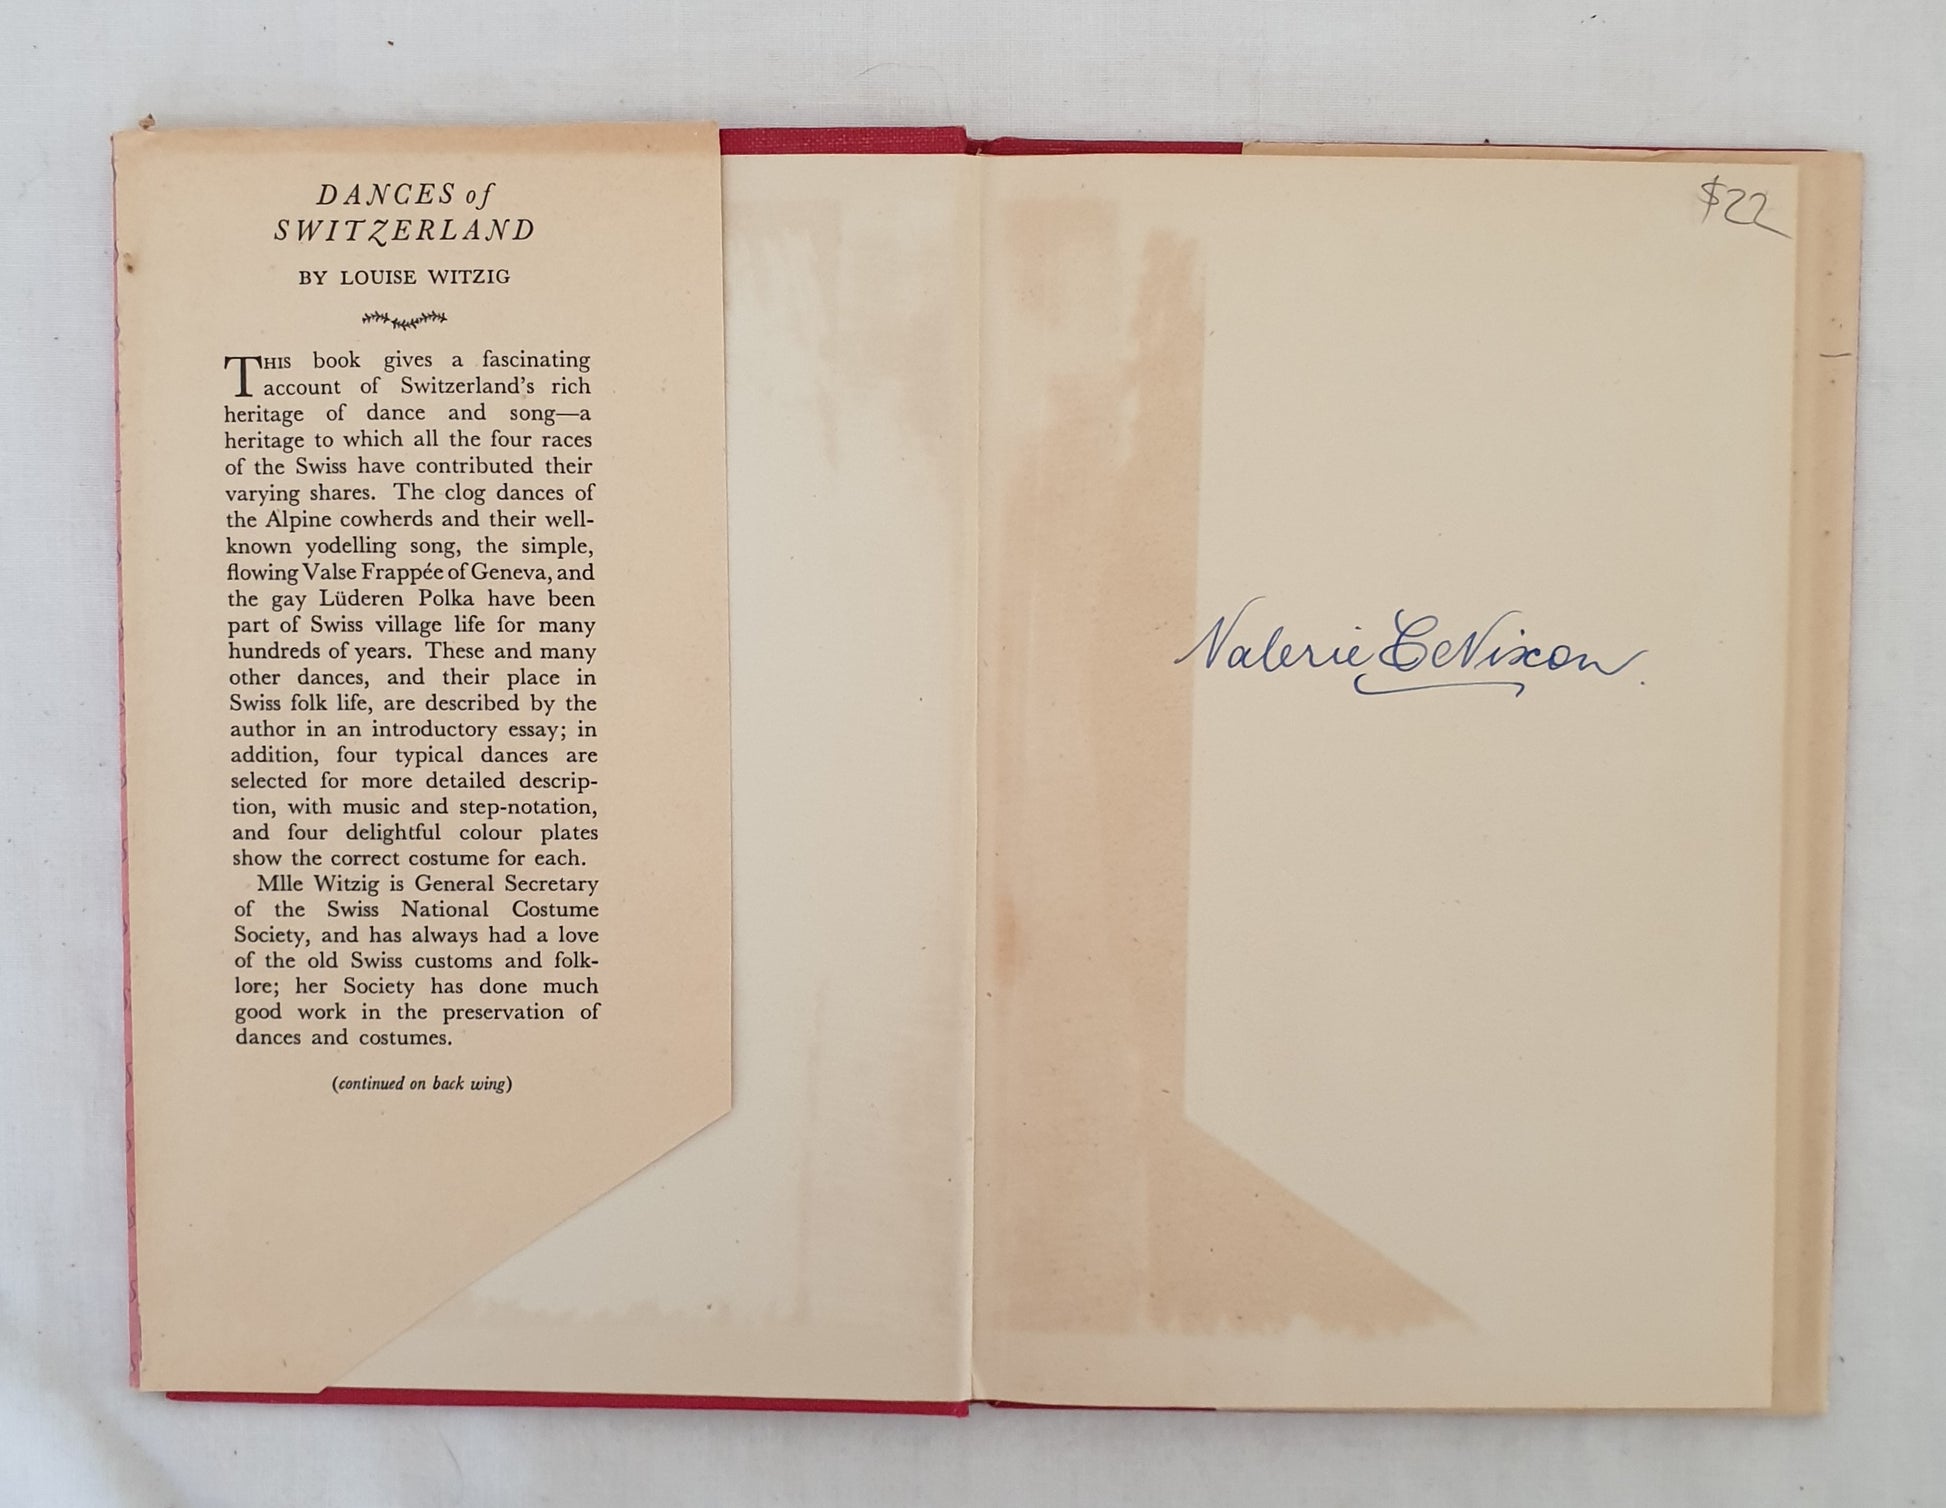 DANCES of
SWITZERLAND
BY LOUISE WITZIG
THIS book gives a fascinating
account of Switzerland's rich
heritage of dance and song—a
heritage to which all the four races
of the Swiss have contributed their
varying shares. The clog dances of
the Alpine cowherds and their well-
known yodelling song, the simple,
flowing Valse Frappée of Geneva, and
the gay Lüderen Polka have been
part of Swiss village life for many
hundreds of years. These and many
other dances, and their place in
Swiss folk life, are described by the
author in an introductory essay; in
addition, four typical dances are
selected for more detailed descrip-
tion, with music and step-notation,
and four delightful colour plates
show the correct costume for each.
Mlle Witzig is General Secretary
of the Swiss National Costume
Society, and has always had a love
of the old Swiss customs and folk-
lore; her Society has done much
good work in the preservation of
dances and costumes.
(continued on back wing)
$22
Valerie C Nixon.